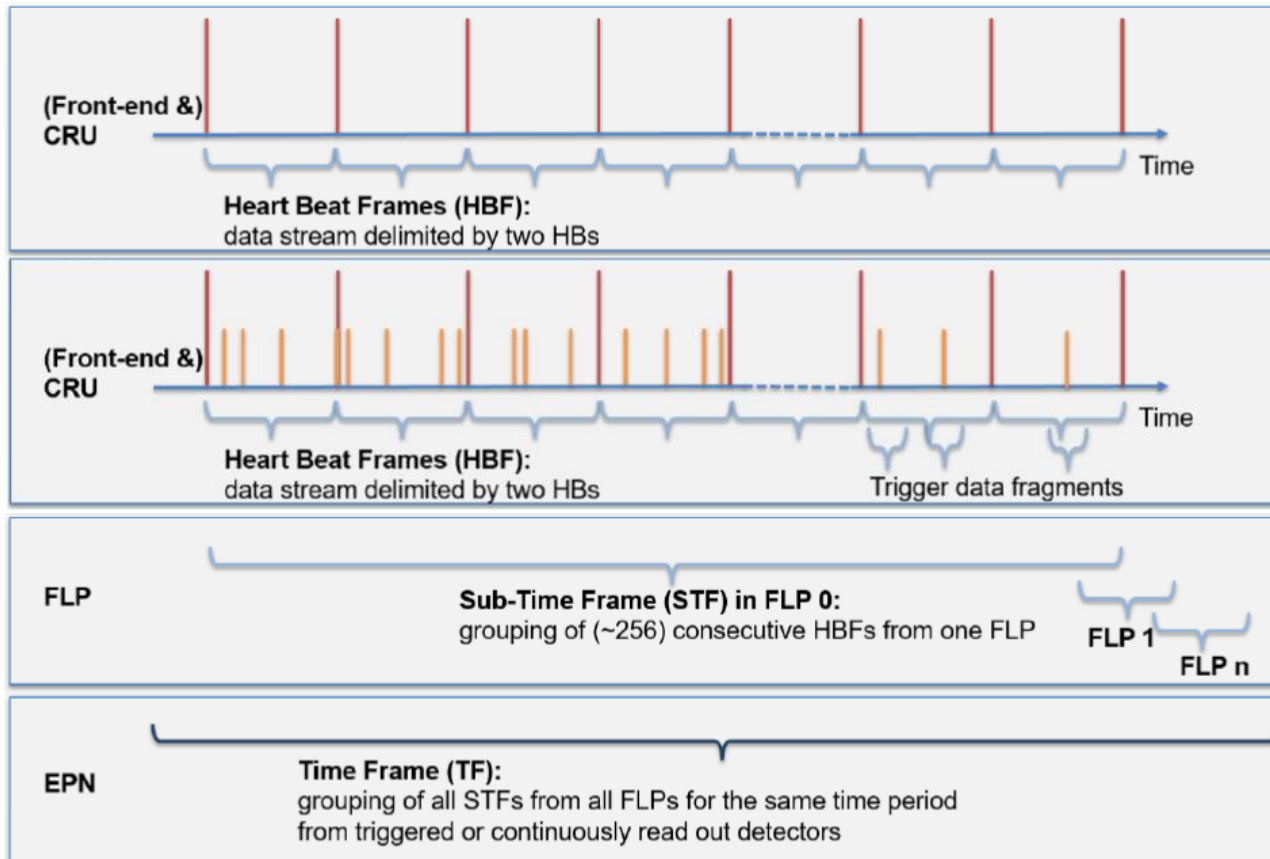 (Front-end &)
CRU
Time
Heart Beat Frames (HBF):
data stream delimited by two HBs
(Front-end &)
CRU
Time
Heart Beat Frames (HBF):
data stream delimited by two HBs
Trigger data fragments
FLP
Sub-Time Frame (STF) in FLP 0:
grouping of (~256) consecutive HBFs from one FLP
FLP 1
FLP n
EPN
Time Frame (TF):
grouping of all STFs from all FLPs for the same time period
from triggered or continuously read out detectors